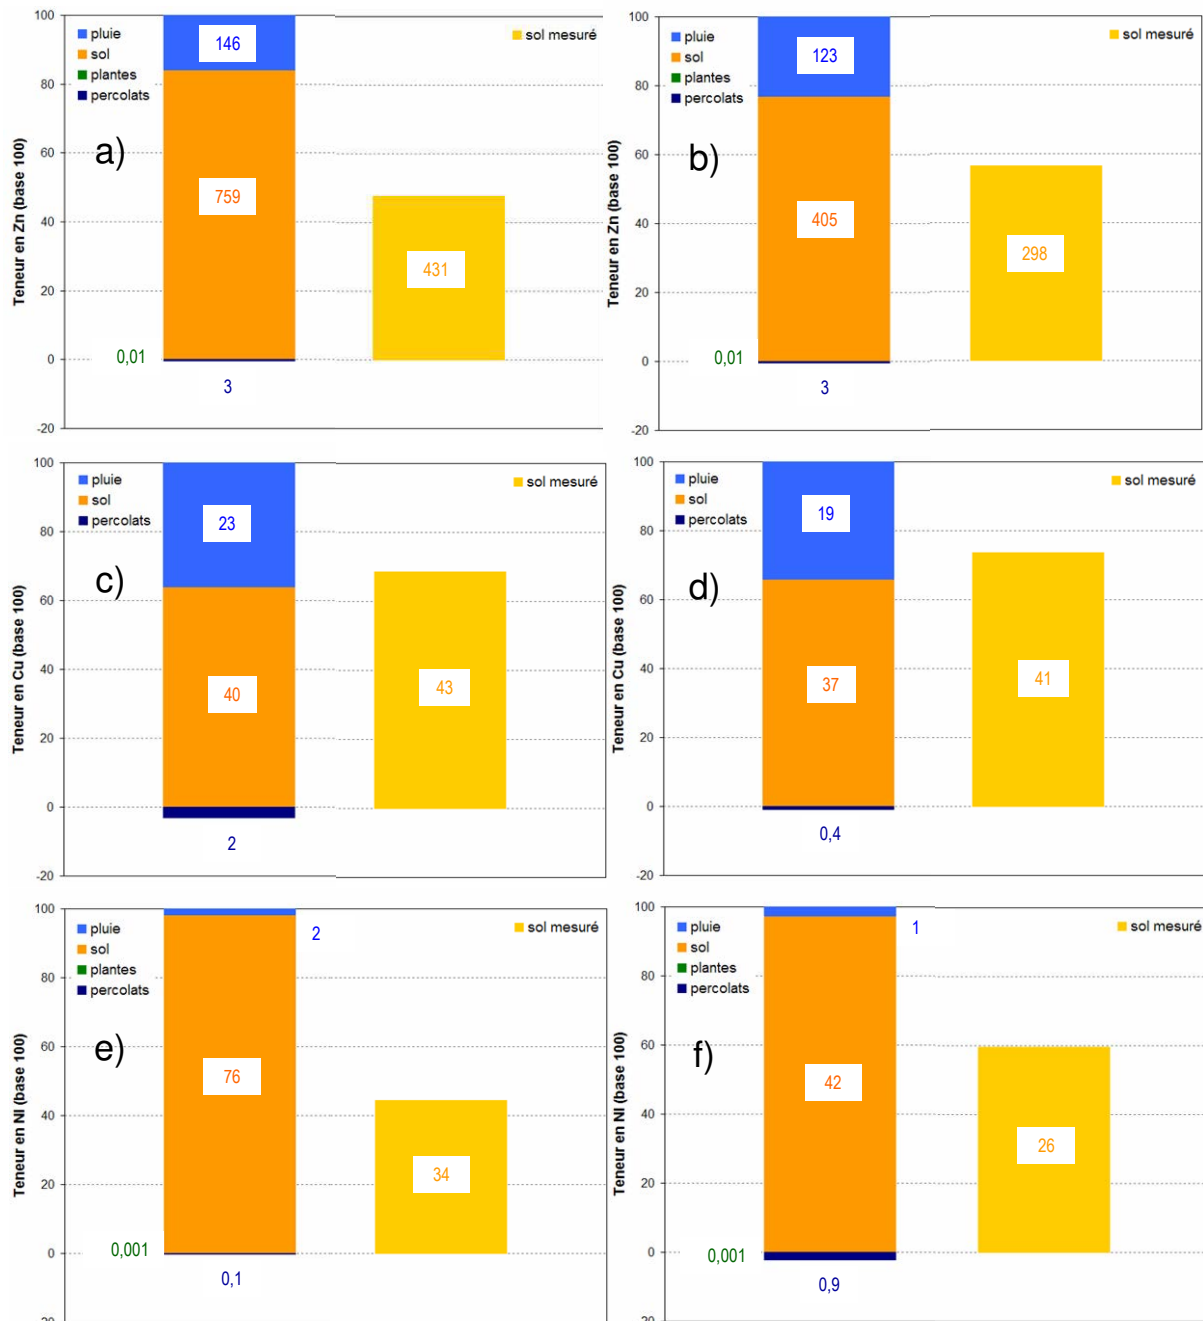 Teneur en Zn (base 100)
100
80
60
40
20
0
-20
pluie
sol
plantes
percolats
sol mesuré
a)
146
759
431
0,01
3
Teneur en Zn (base 100)
100
80
60
40
20
0
-20
pluie
sol
plantes
percolats
sol mesuré
b)
123
405
298
0,01
3
Teneur en Cu (base 100)
100
80
60
40
20
0
-20
pluie
sol
percolats
sol mesuré
c)
23
40
43
2
Teneur en Cu (base 100)
100
80
60
40
20
0
-20
pluie
sol
percolats
sol mesuré
d)
19
37
41
0,4
Teneur en NI (base 100)
100
80
60
40
20
0
-20
pluie
sol
plantes
percolats
sol mesuré
e)
2
76
34
0,001
0,1
Teneur en NI (base 100)
100
80
60
40
20
0
-20
pluie
sol
plantes
percolats
sol mesuré
f)
1
42
26
0,001
0,9